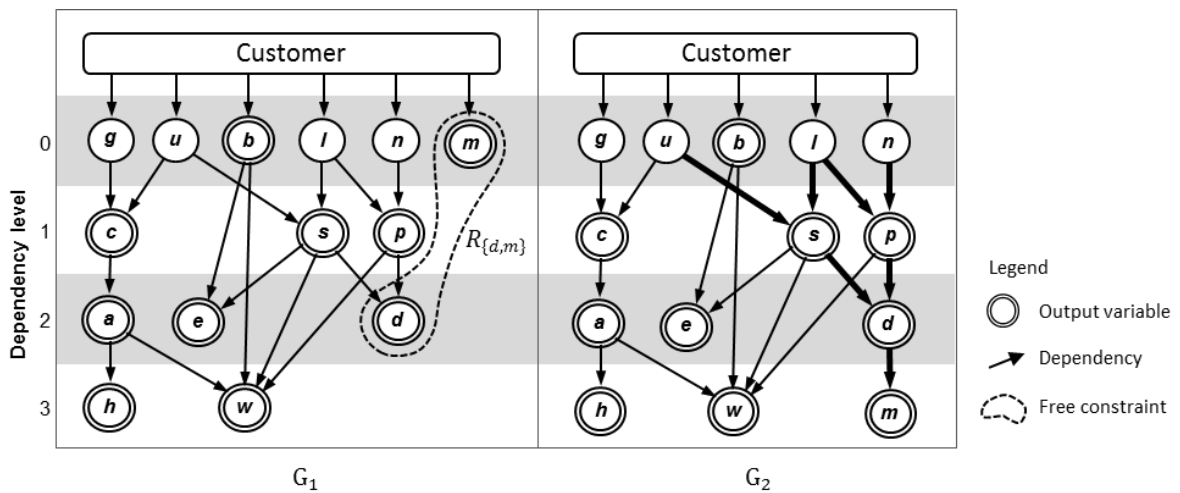 Customer Customer
0 g u b l n m g u b l n
1 c s p R{d,m} c s p
2 a e d a e d
3 h w h w m
Dependency level
G1 G2
Legend
Output variable
Dependency
Free constraint